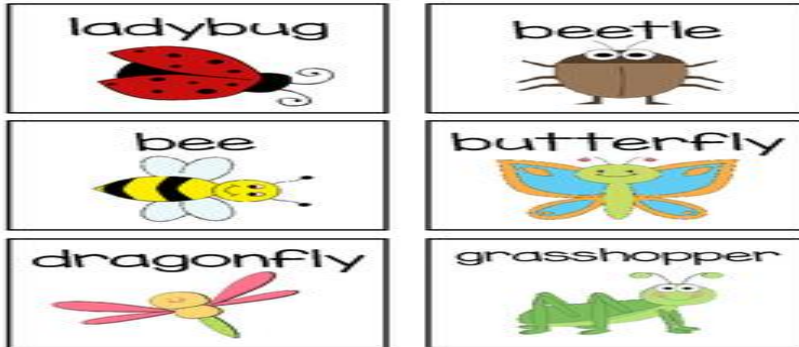 ladybug
beetle
bee
butterfly
dragonfly
grasshopper